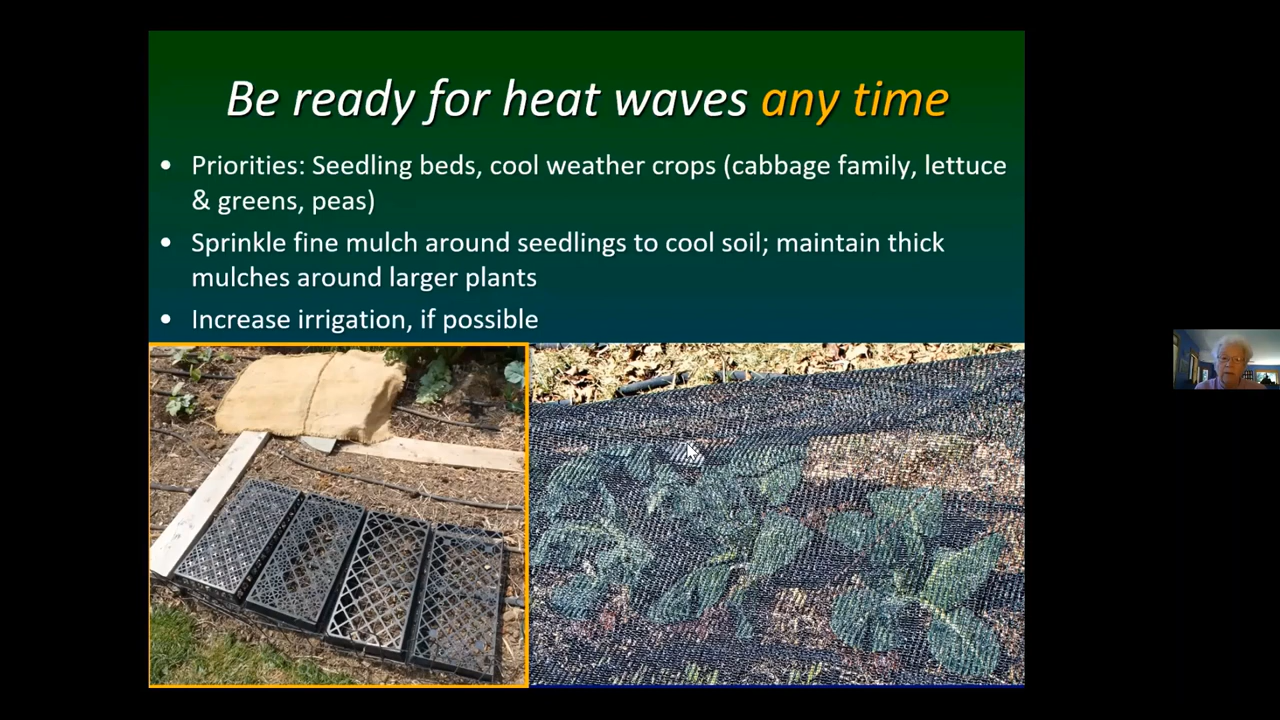 Be ready for heat waves any time
• Priorities: Seedling beds, cool weather crops (cabbage family, lettuce
& greens, peas)
• Sprinkle fine mulch around seedlings to cool soil; maintain thick
mulches around larger plants
• Increase irrigation, if possible